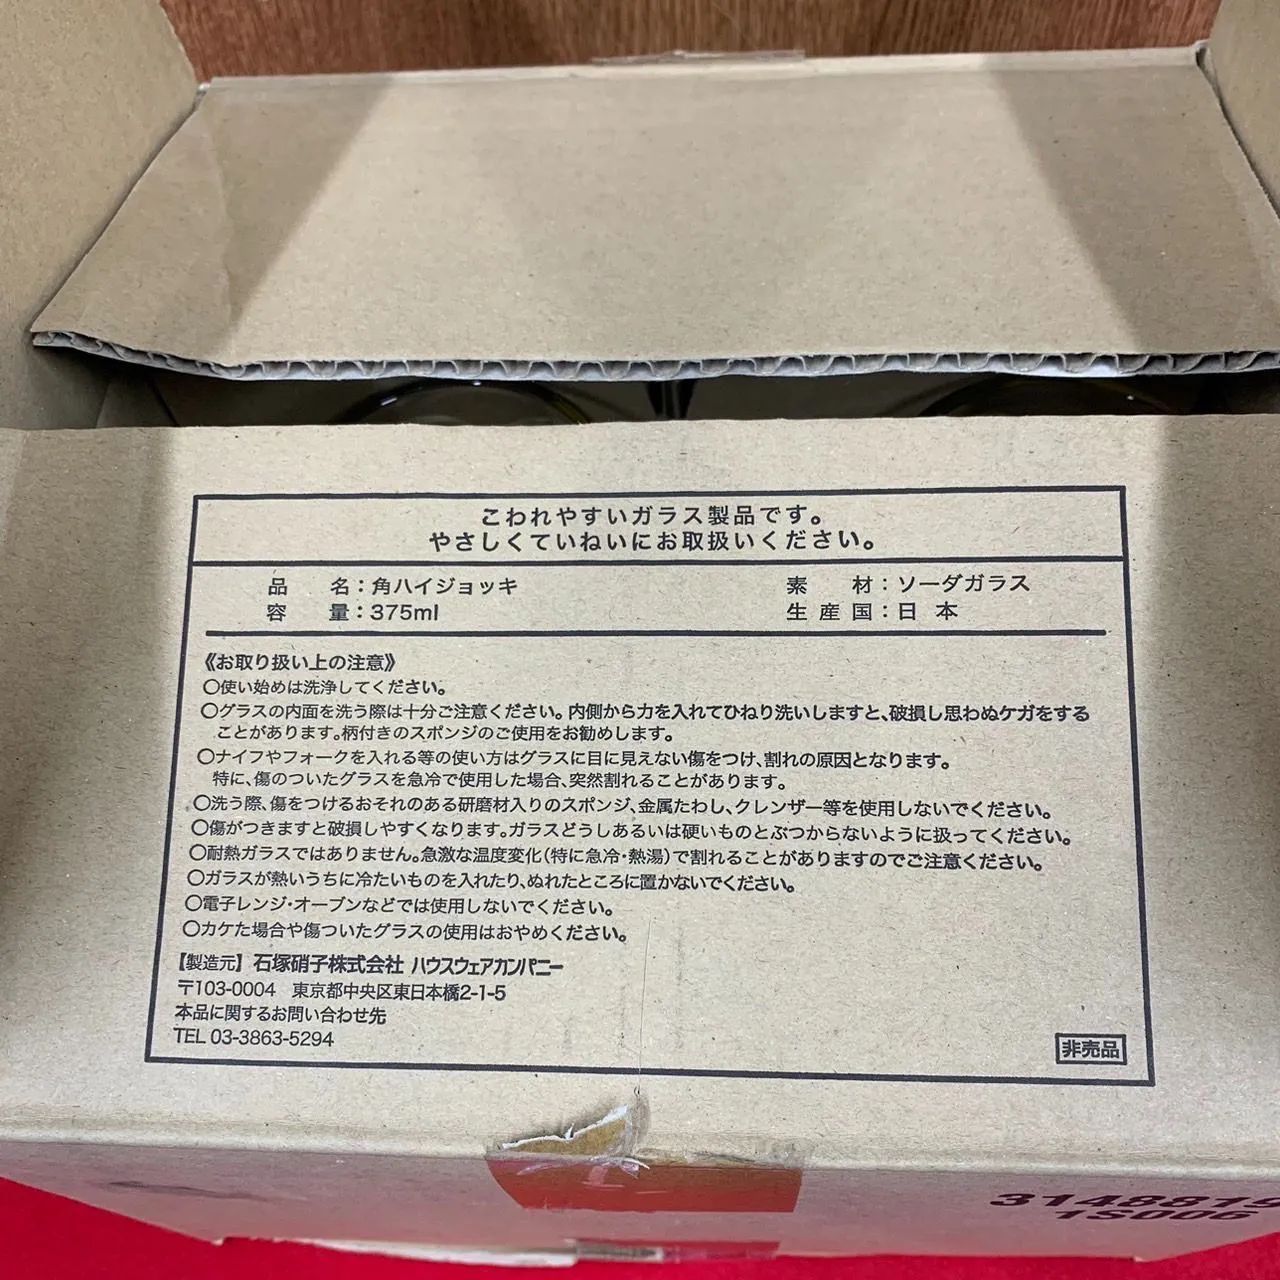 こわれやすいガラス製品です。
やさしくていねいにお取扱いください。
品 名：角ハイジョッキ
容 量：375ml
素 材：ソーダガラス
生産国：日 本
《お取り扱い上の注意》
○使い始めは洗浄してください。
○グラスの内面を洗う際は十分ご注意ください。内側から力を入れてひねり洗いしますと、破損し思わぬケガをする
ことがあります。柄付きのスポンジのご使用をお勧めします。
○ナイフやフォークを入れる等の使い方はグラスに目に見えない傷をつけ、割れの原因となります。
特に、傷のついたグラスを急冷で使用した場合、突然割れることがあります。
○洗う際、傷をつけるおそれのある研磨材入りのスポンジ、金属たわし、クレンザー等を使用しないでください。
○傷がつきますと破損しやすくなります。ガラスどうしあるいは硬いものとぶつからないように扱ってください。
○耐熱ガラスではありません。急激な温度変化（特に急冷・熱湯）で割れることがありますのでご注意ください。
○ガラスが熱いうちに冷たいものを入れたり、ぬれたところに置かないでください。
○電子レンジ・オーブンなどでは使用しないでください。
○カケた場合や傷ついたグラスの使用はおやめください。
【製造元】石塚硝子株式会社 ハウスウェアカンパニー
〒103-0004 東京都中央区東日本橋2-1-5
本品に関するお問い合わせ先
TEL 03-3863-5294
非売品
3148819
1S006